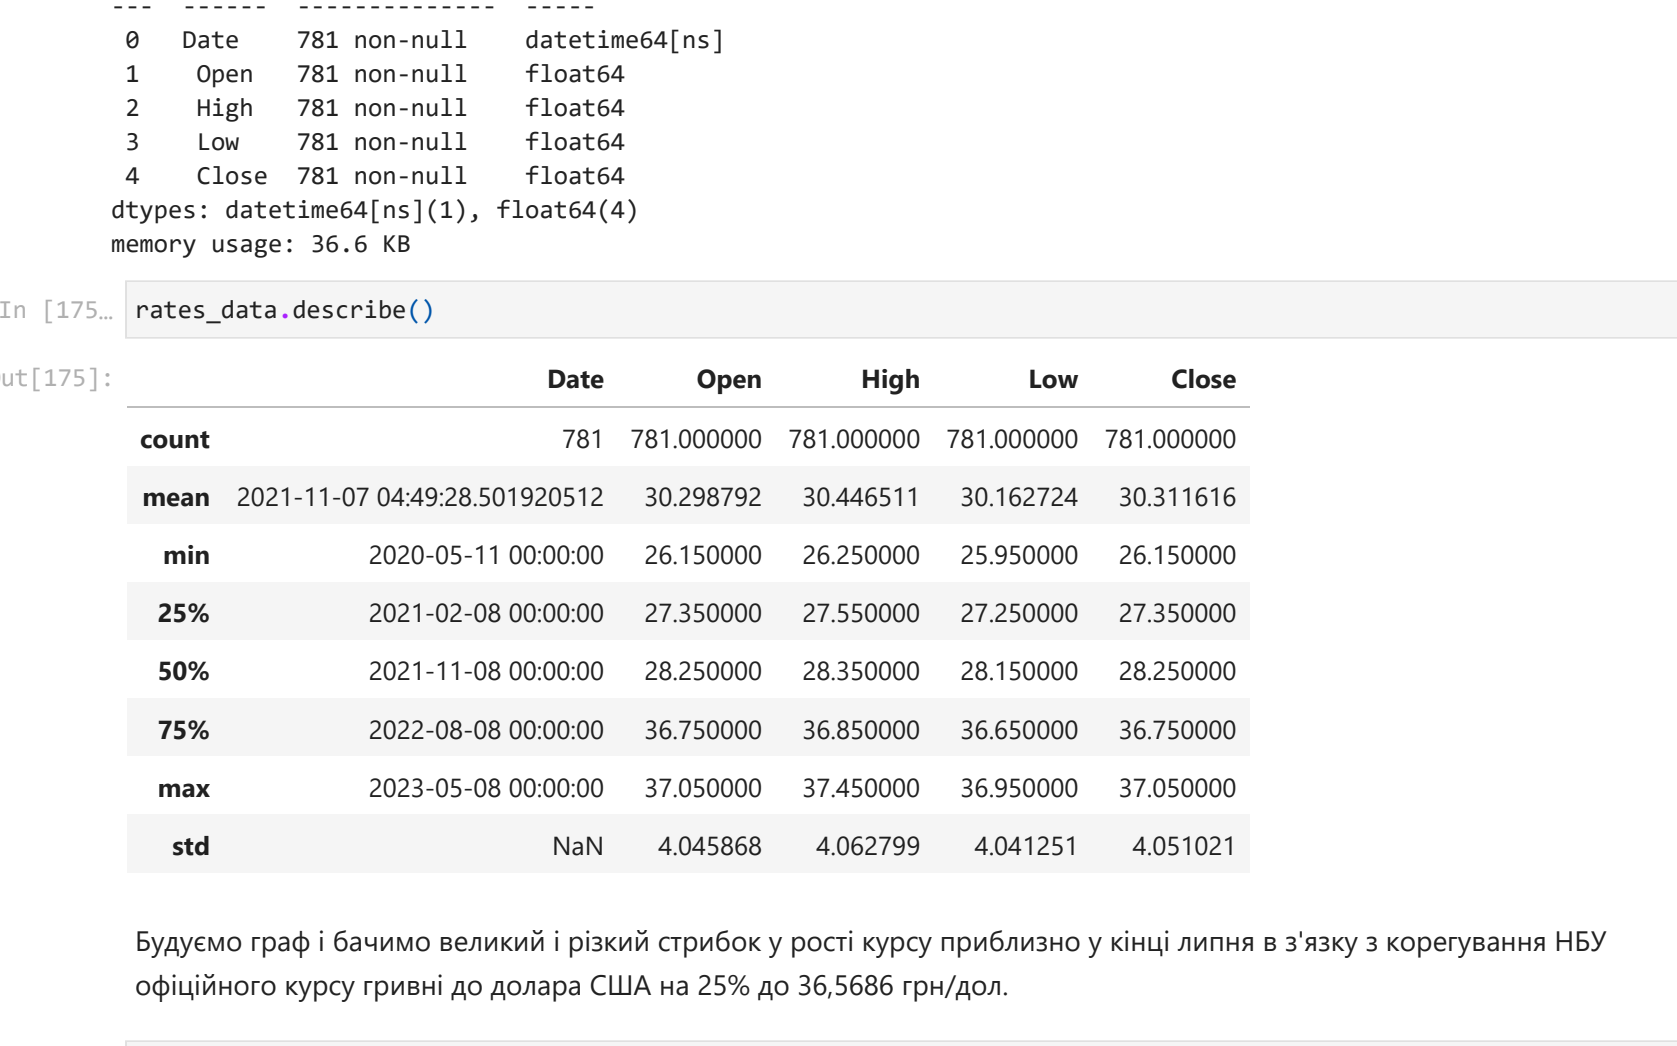 --- ------ -------------- -----
0 Date 781 non-null datetime64[ns]
1 Open 781 non-null float64
2 High 781 non-null float64
3 Low 781 non-null float64
4 Close 781 non-null float64
dtypes: datetime64[ns](1), float64(4)
memory usage: 36.6 KB
In [175… rates_data.describe()
ut[175]:
Date Open High Low Close
count 781 781.000000 781.000000 781.000000 781.000000
mean 2021-11-07 04:49:28.501920512 30.298792 30.446511 30.162724 30.311616
min 2020-05-11 00:00:00 26.150000 26.250000 25.950000 26.150000
25% 2021-02-08 00:00:00 27.350000 27.550000 27.250000 27.350000
50% 2021-11-08 00:00:00 28.250000 28.350000 28.150000 28.250000
75% 2022-08-08 00:00:00 36.750000 36.850000 36.650000 36.750000
max 2023-05-08 00:00:00 37.050000 37.450000 36.950000 37.050000
std NaN 4.045868 4.062799 4.041251 4.051021
Будуємо граф і бачимо великий і різкий стрибок у рості курсу приблизно у кінці липня в з'язку з корегування НБУ
офіційного курсу гривні до долара США на 25% до 36,5686 грн/дол.